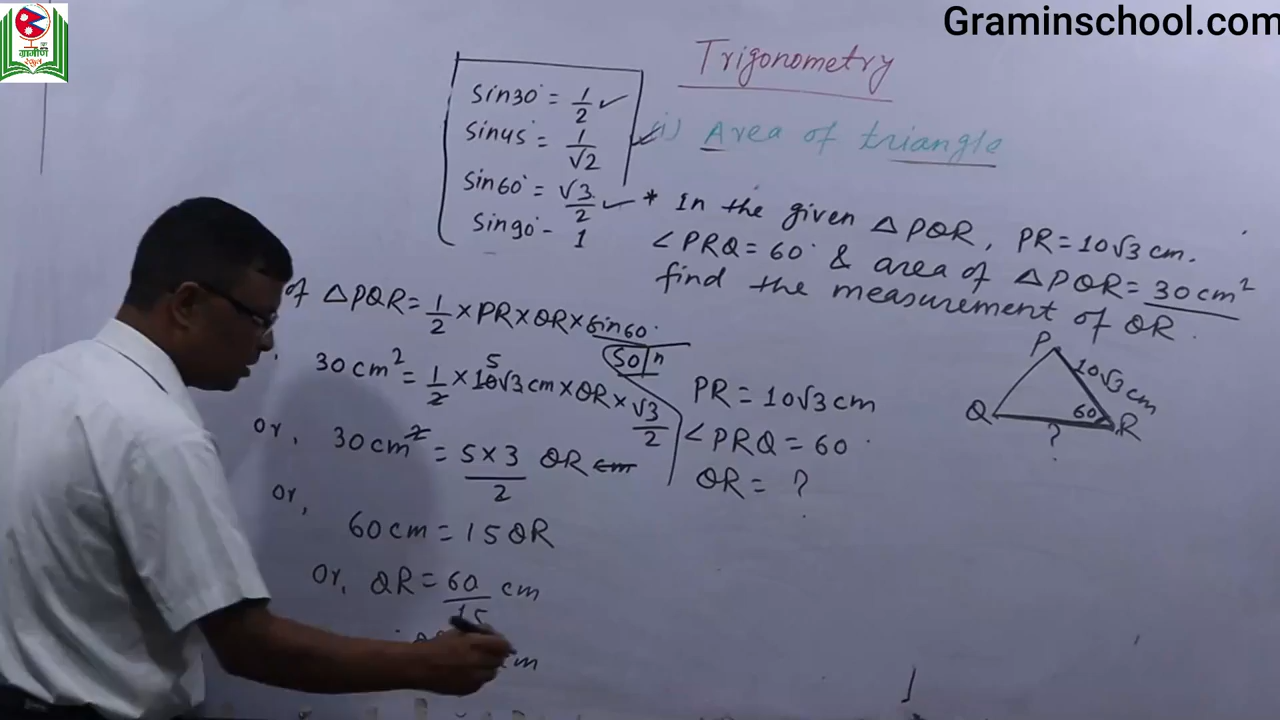 Graminschool.com
ग्रामीण
स्कुल
Trigonometry
i) Area of triangle
sin30° = 1/2 ✓
sin45° = 1/√2
sin60° = √3/2 ✓
sin90° - 1
* In the given △PQR, PR = 10√3 cm.
∠PRQ = 60° & area of △PQR = 30 cm²
find the measurement of QR.
of △PQR = 1/2 × PR × QR × sin60°
30 cm² = 1/2 × 10√3 cm × QR × √3/2
5
or, 30 cm² = 5×3/2 QR cm
or,
60 cm = 15 QR
or, QR = 60/15 cm
cm
Sol/n
PR = 10√3 cm
∠PRQ = 60°
QR = ?
P
10√3 cm
Q
60°
R
?